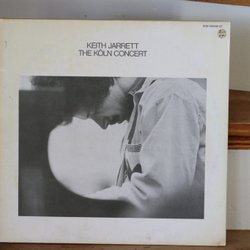 KEITH JARRETT
THE KÖLN CONCERT